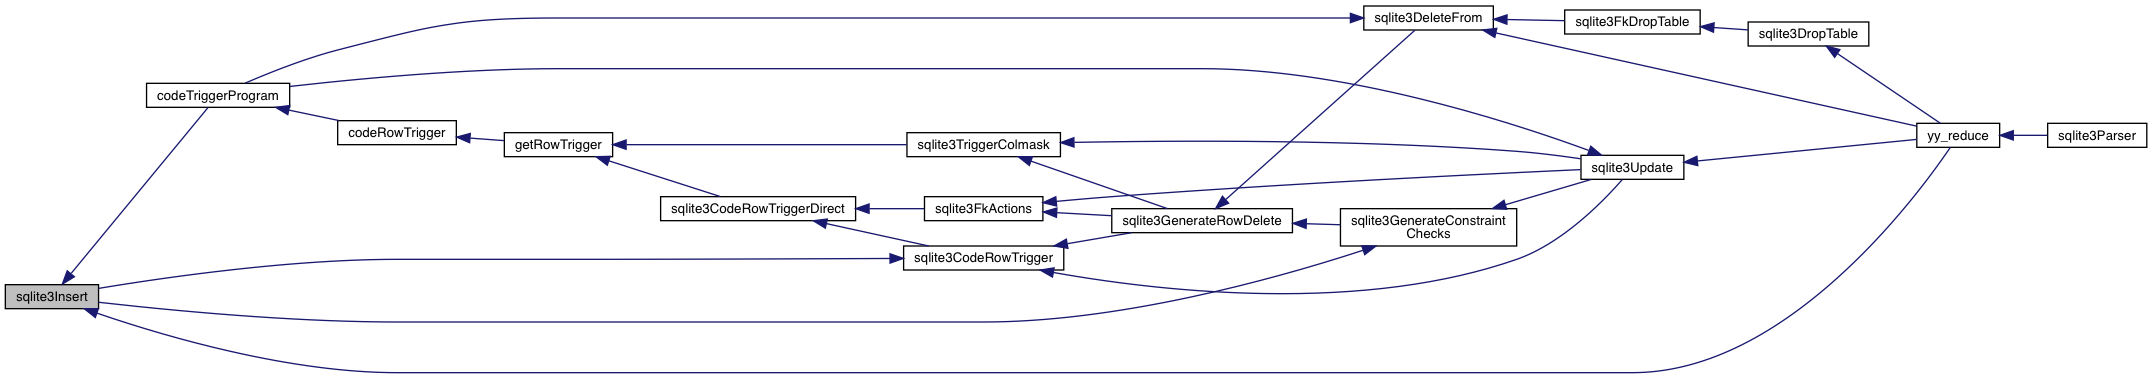 sqlite3DeleteFrom
sqlite3FkDropTable
sqlite3DropTable
codeTriggerProgram
codeRowTrigger
getRowTrigger
sqlite3TriggerColmask
yy_reduce
sqlite3Parser
sqlite3Update
sqlite3CodeRowTriggerDirect
sqlite3FkActions
sqlite3GenerateRowDelete
sqlite3GenerateConstraint
Checks
sqlite3CodeRowTrigger
sqlite3Insert